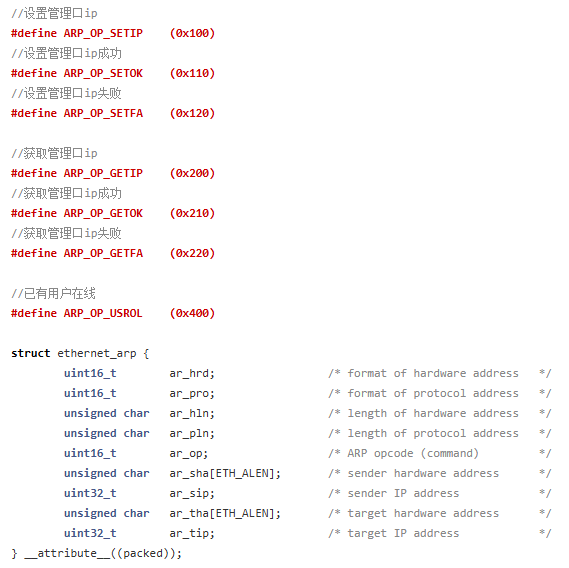 //设置管理口ip
#define ARP_OP_SETIP    (0x100)
//设置管理口ip成功
#define ARP_OP_SETOK    (0x110)
//设置管理口ip失败
#define ARP_OP_SETFA    (0x120)

//获取管理口ip
#define ARP_OP_GETIP    (0x200)
//获取管理口ip成功
#define ARP_OP_GETOK    (0x210)
//获取管理口ip失败
#define ARP_OP_GETFA    (0x220)

//已有用户在线
#define ARP_OP_USROL    (0x400)

struct ethernet_arp {
        uint16_t        ar_hrd;                 /* format of hardware address   */
        uint16_t        ar_pro;                 /* format of protocol address   */
        unsigned char   ar_hln;                 /* length of hardware address   */
        unsigned char   ar_pln;                 /* length of protocol address   */
        uint16_t        ar_op;                  /* ARP opcode (command)         */
        unsigned char   ar_sha[ETH_ALEN];       /* sender hardware address      */
        uint32_t        ar_sip;                 /* sender IP address            */
        unsigned char   ar_tha[ETH_ALEN];       /* target hardware address      */
        uint32_t        ar_tip;                 /* target IP address            */
} __attribute__((packed));